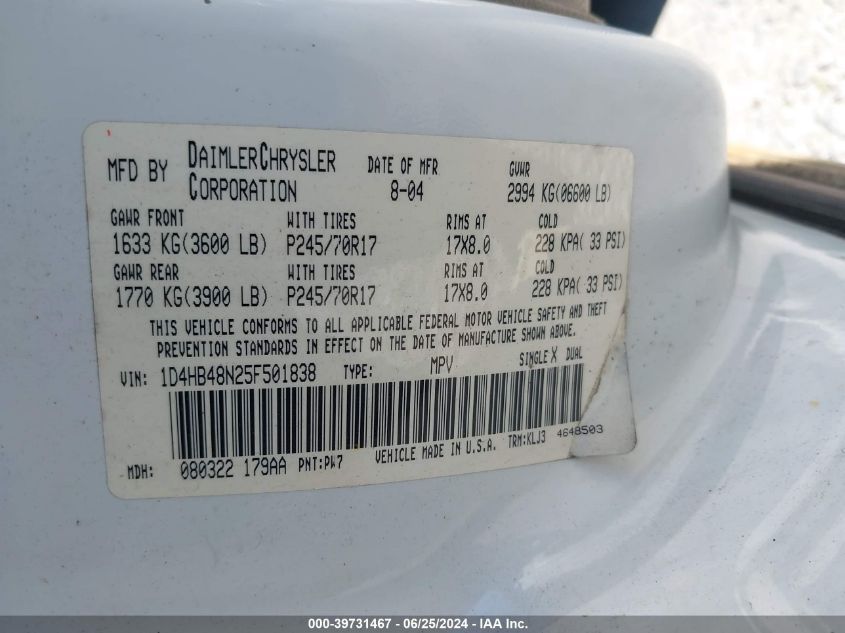 MFD BY DAIMLERCHRYSLER CORPORATION DATE OF MFR 8-04 GVWR 2994 KG(06600 LB)
GAWR FRONT WITH TIRES RIMS AT COLD
1633 KG(3600 LB) P245/70R17 17X8.0 228 KPA( 33 PSI)
GAWR REAR WITH TIRES RIMS AT COLD
1770 KG(3900 LB) P245/70R17 17X8.0 228 KPA( 33 PSI)
THIS VEHICLE CONFORMS TO ALL APPLICABLE FEDERAL MOTOR VEHICLE SAFETY AND THEFT
PREVENTION STANDARDS IN EFFECT ON THE DATE OF MANUFACTURE SHOWN ABOVE.
VIN: 1D4HB48N25F501838 TYPE: MPV SINGLE X DUAL
MDH: 080322 179AA PNT:PW7 VEHICLE MADE IN U.S.A. TRM:KLJ3 4648503
000-39731467 - 06/25/2024 - IAA Inc.